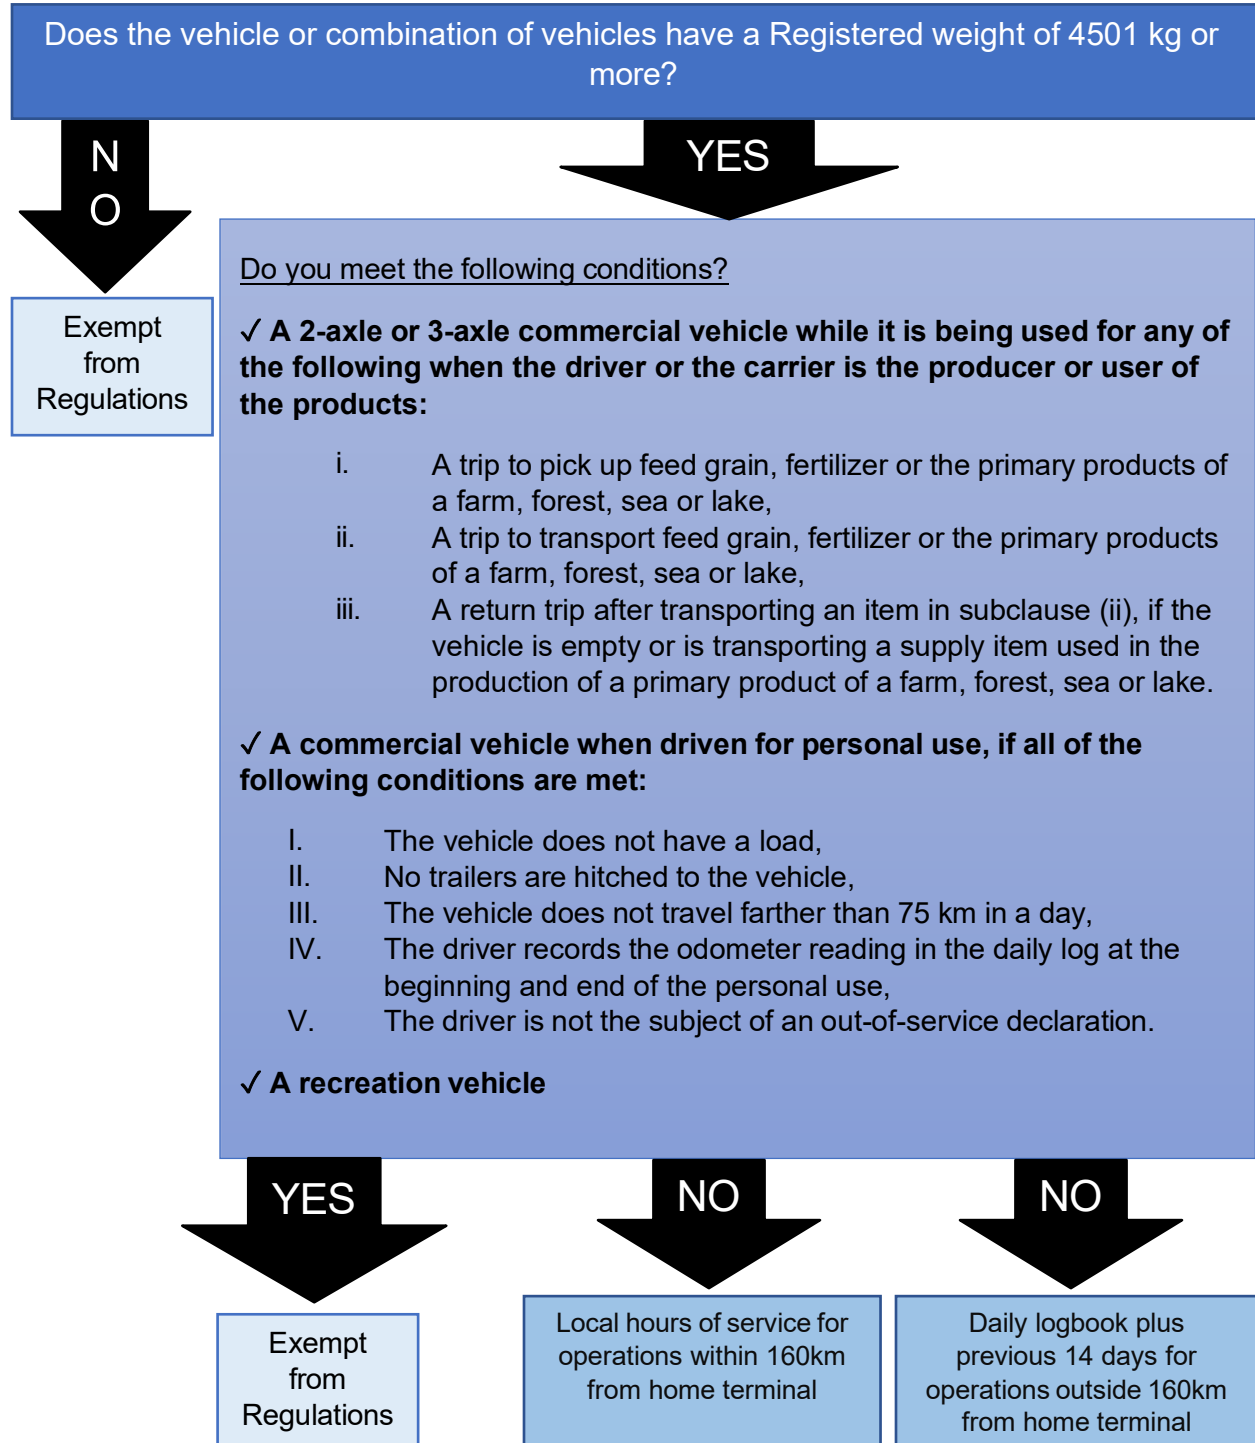 Does the vehicle or combination of vehicles have a Registered weight of 4501 kg or
more?
N
O
YES
Exempt
from
Regulations
Do you meet the following conditions?
✓ A 2-axle or 3-axle commercial vehicle while it is being used for any of
the following when the driver or the carrier is the producer or user of
the products:
i. A trip to pick up feed grain, fertilizer or the primary products of
a farm, forest, sea or lake,
ii. A trip to transport feed grain, fertilizer or the primary products
of a farm, forest, sea or lake,
iii. A return trip after transporting an item in subclause (ii), if the
vehicle is empty or is transporting a supply item used in the
production of a primary product of a farm, forest, sea or lake.
✓ A commercial vehicle when driven for personal use, if all of the
following conditions are met:
I. The vehicle does not have a load,
II. No trailers are hitched to the vehicle,
III. The vehicle does not travel farther than 75 km in a day,
IV. The driver records the odometer reading in the daily log at the
beginning and end of the personal use,
V. The driver is not the subject of an out-of-service declaration.
✓ A recreation vehicle
YES
NO
NO
Exempt
from
Regulations
Local hours of service for
operations within 160km
from home terminal
Daily logbook plus
previous 14 days for
operations outside 160km
from home terminal